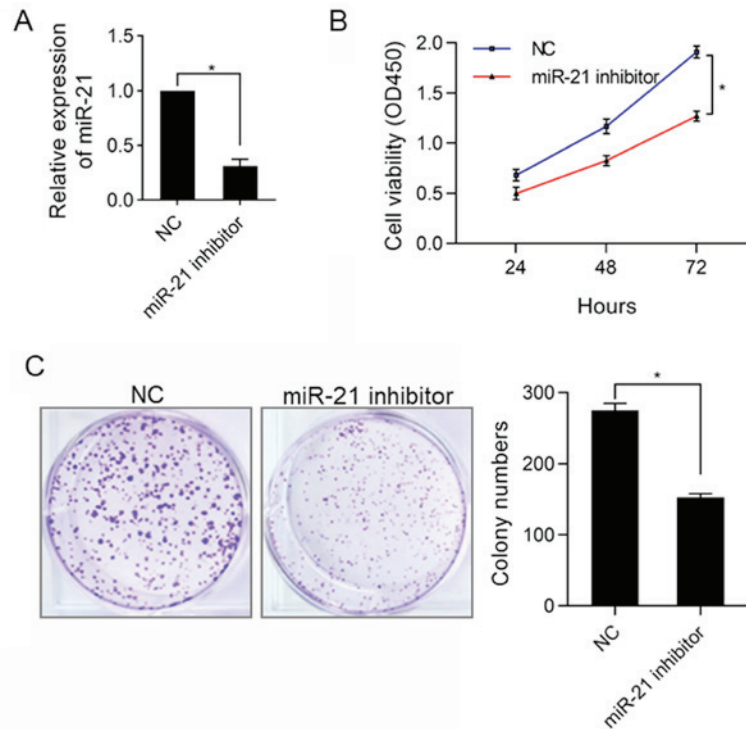 A
Relative expression
of miR-21
1.5
1.0
0.5
0.0
*
NC
miR-21 inhibitor
B
Cell viability (OD450)
2.0
1.5
1.0
0.5
0.0
NC
miR-21 inhibitor
*
24 48 72
Hours
C
NC
miR-21 inhibitor
Colony numbers
300
200
100
0
*
NC
miR-21 inhibitor